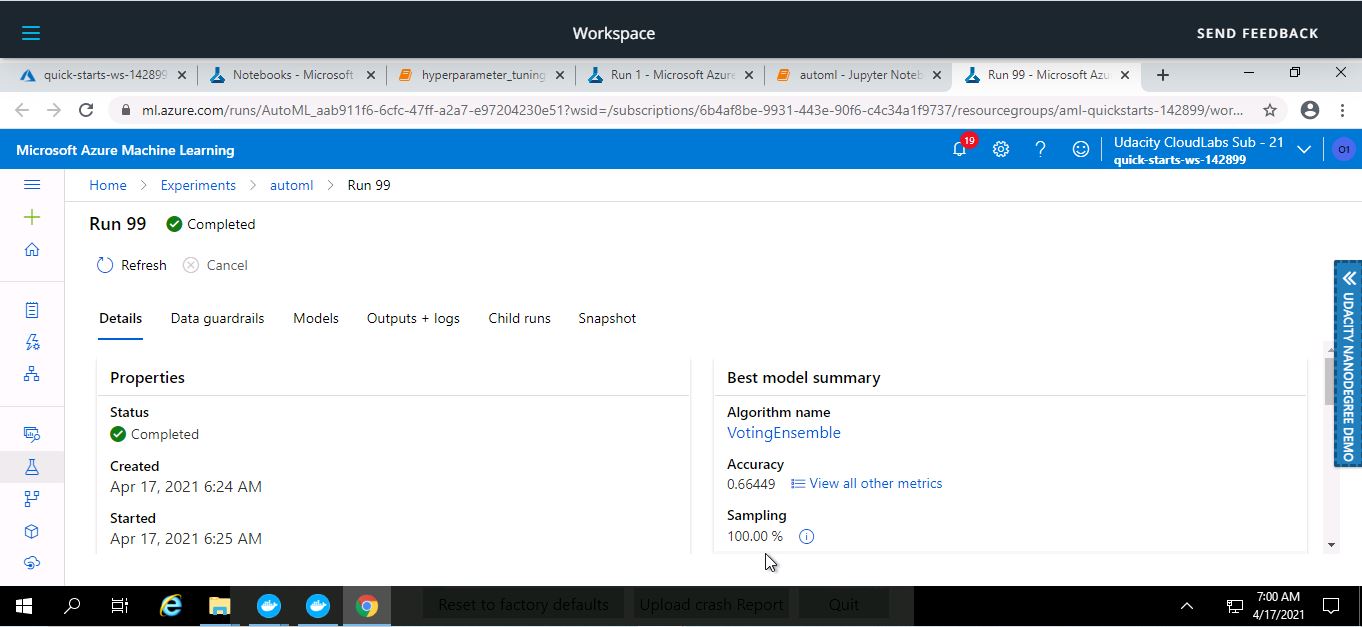 Workspace
SEND FEEDBACK
quick-starts-ws-142899
Notebooks - Microsoft
hyperparameter_tuning
Run 1 - Microsoft Azure
automl - Jupyter Noteb
Run 99 - Microsoft Azu
ml.azure.com/runs/AutoML_aab911f6-6cfc-47ff-a2a7-e97204230e51?wsid=/subscriptions/6b4af8be-9931-443e-90f6-c4c34a1f9737/resourcegroups/aml-quickstarts-142899/wor...
Microsoft Azure Machine Learning
19
Udacity CloudLabs Sub - 21
quick-starts-ws-142899
O1
Home > Experiments > automl > Run 99
Run 99 Completed
Refresh Cancel
Details Data guardrails Models Outputs + logs Child runs Snapshot
UDACITY NANODEGREE DEMO
Properties
Status
Completed
Created
Apr 17, 2021 6:24 AM
Started
Apr 17, 2021 6:25 AM
Best model summary
Algorithm name
VotingEnsemble
Accuracy
0.66449 View all other metrics
Sampling
100.00 %
Reset to factory defaults Upload crash Report Quit
7:00 AM
4/17/2021